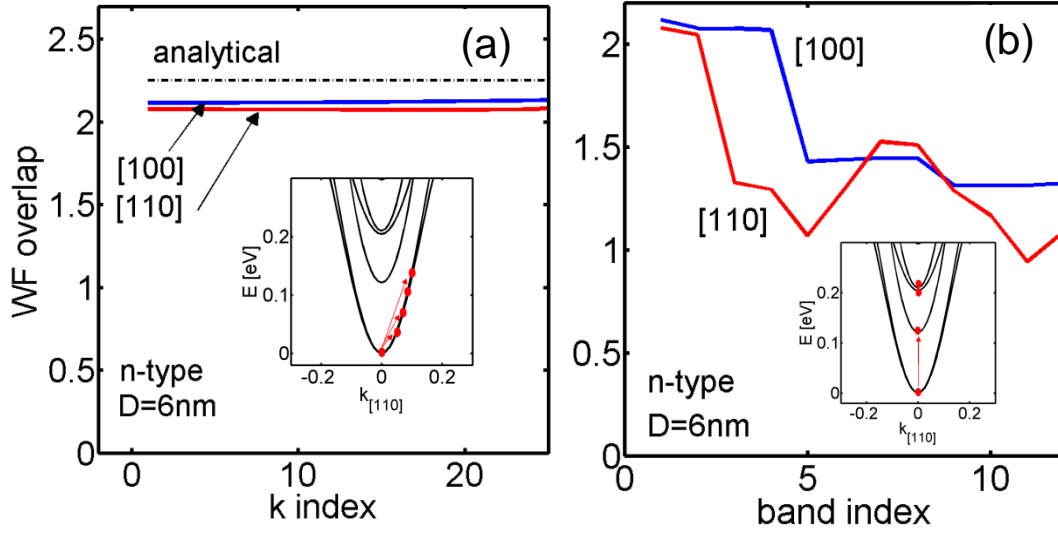 (a)
2.5
analytical
2
[100]
[110]
1.5
WF overlap
1
0.5
0
n-type
D=6nm
0 10 20
k index
E [eV]
0.2
0.1
0
-0.2 0 0.2
k[110]
(b)
2
[100]
1.5
[110]
1
0.5
0
n-type
D=6nm
0 5 10
band index
E [eV]
0.2
0.1
0
-0.2 0 0.2
k[110]